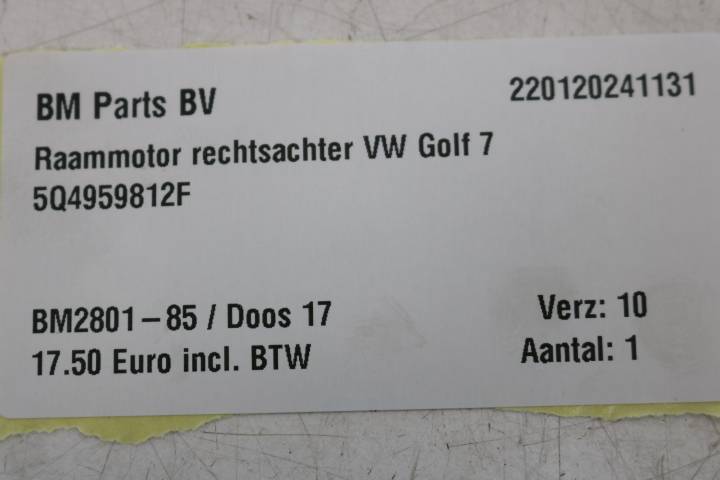 BM Parts BV
220120241131
Raammotor rechtsachter VW Golf 7
5Q4959812F
BM2801-85 / Doos 17
Verz: 10
17.50 Euro incl. BTW
Aantal: 1